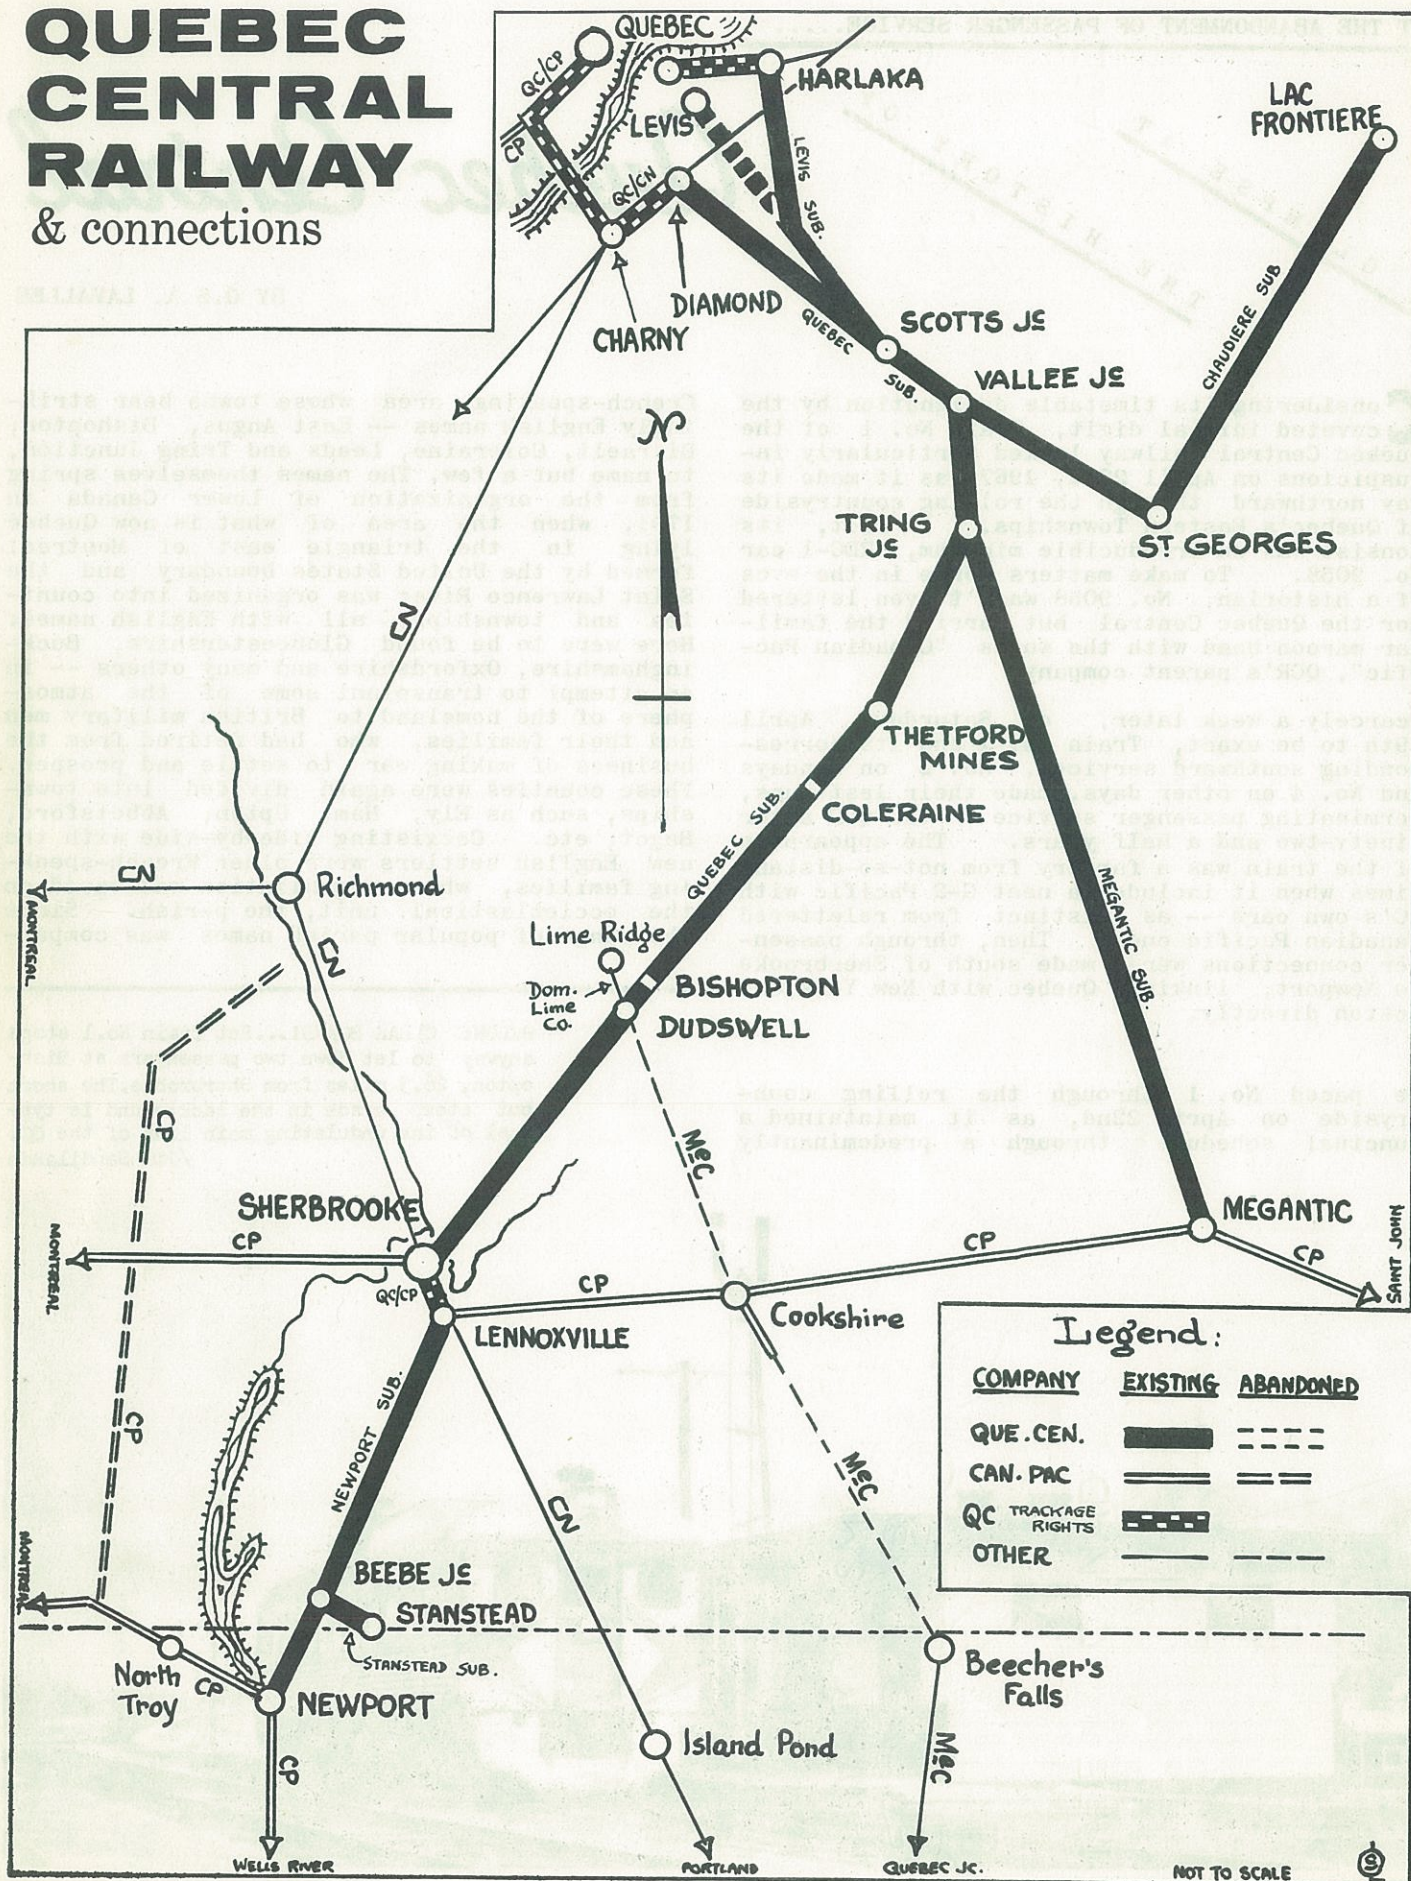 QUEBEC
CENTRAL
RAILWAY
& connections
QUEBEC
QC/CP
CP
LEVIS
HARLAKA
LEVIS SUB.
QC/CN
DIAMOND
CHARNY
LAC
FRONTIERE
CHAUDIERE SUB
QUEBEC SUB.
SCOTTS Jc
VALLEE Jc
ST GEORGES
TRING
Jc
N
CN
THETFORD
MINES
COLERAINE
QUEBEC SUB.
MEGANTIC SUB.
CN
MONTREAL
Richmond
CN
Lime Ridge
Dom.
Lime
Co.
BISHOPTON
DUDSWELL
CP
MeC
SHERBROOKE
CP
MONTREAL
QC/CP
CP
CP
MEGANTIC
CP
SAINT JOHN
LENNOXVILLE
Cookshire
CP
NEWPORT SUB.
CN
MeC
Legend:
COMPANY EXISTING ABANDONED
QUE.CEN.
CAN.PAC
QC TRACKAGE
RIGHTS
OTHER
MONTREAL
BEEBE Jc
STANSTEAD
STANSTEAD SUB.
North
Troy
CP
NEWPORT
Beecher's
Falls
Island Pond
CP
MeC
WELLS RIVER
PORTLAND
QUEBEC JC.
NOT TO SCALE
S